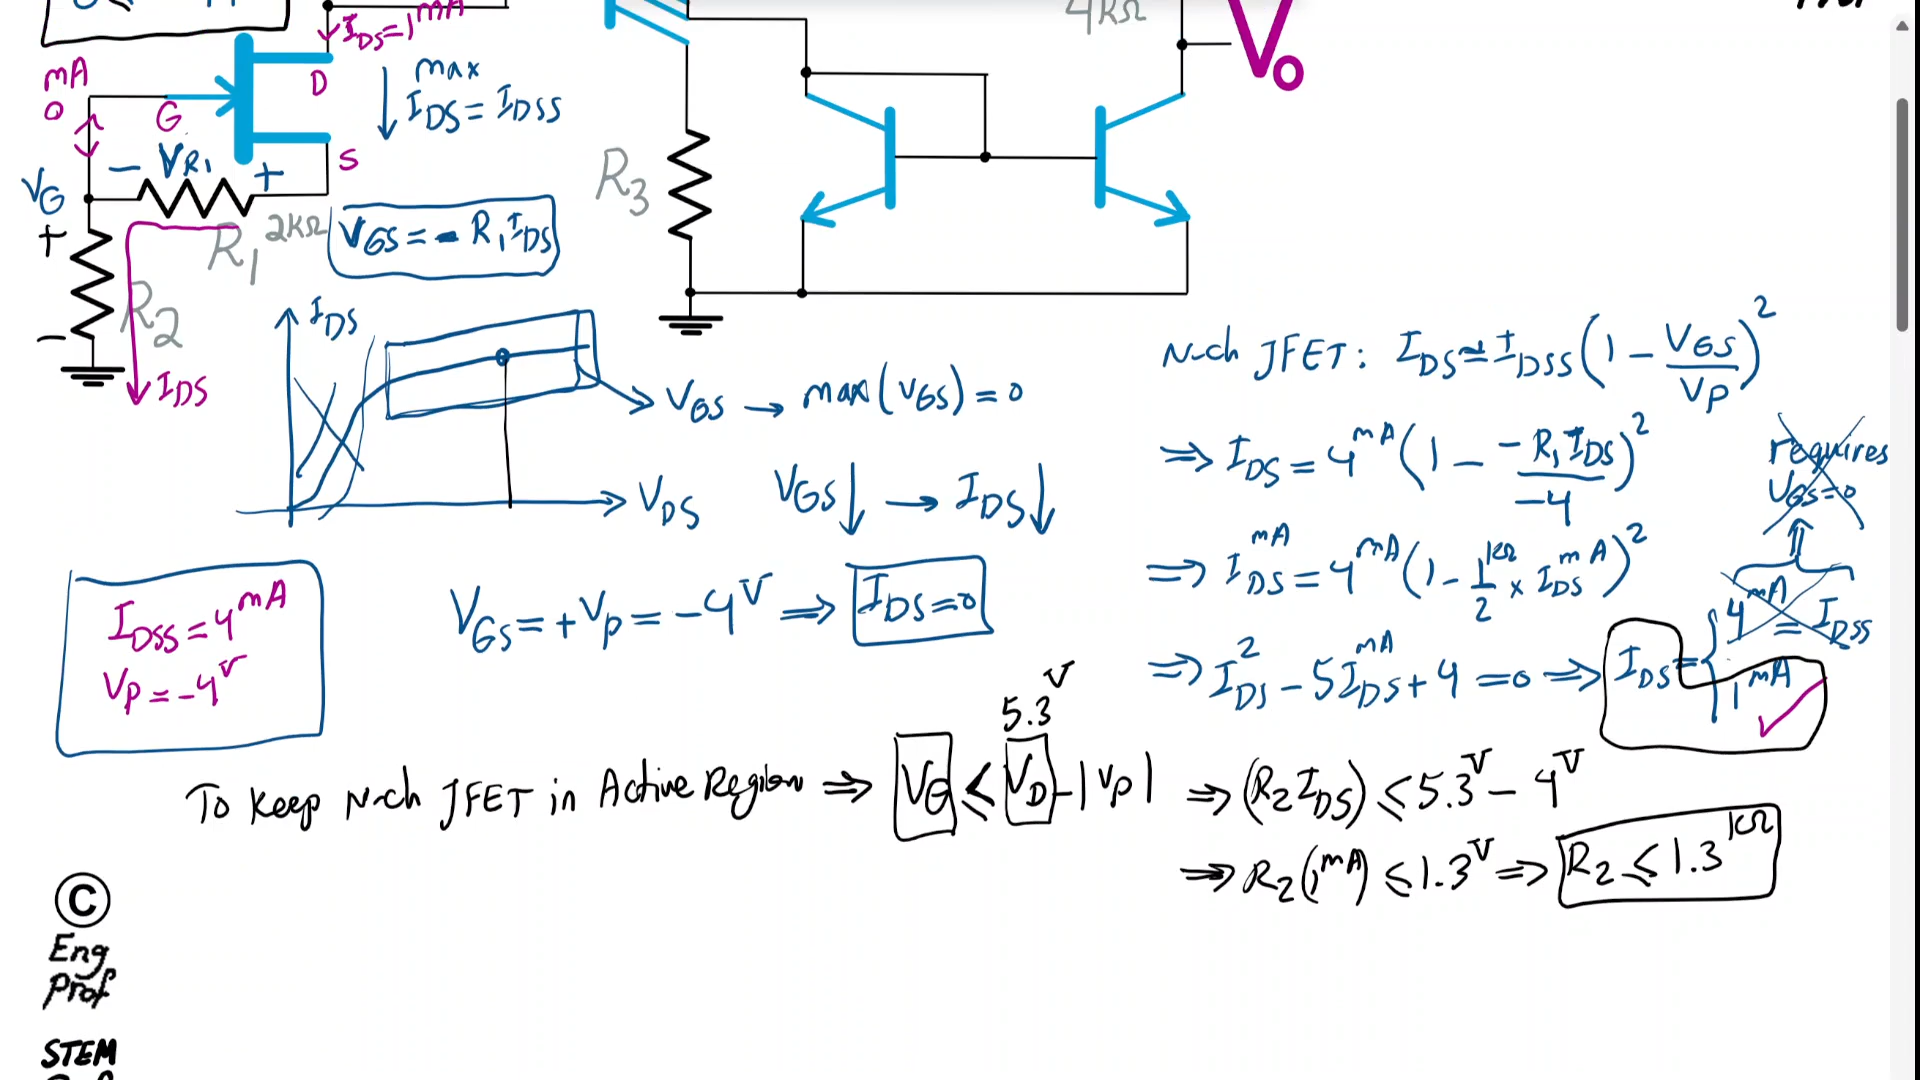 I_DS=1^mA
4kΩ
V_o
mA
0
G
D
S
max
I_DS = I_DSS
V_G
- V_R1 +
+
-
R_1 2kΩ
V_GS = - R_1 I_DS
R_2
I_DS
R_3
I_DS
V_DS
V_GS → max(V_GS) = 0
V_GS↓ → I_DS↓
N-ch JFET: I_DS ≃ I_DSS (1 - V_GS/V_P)^2
⇒ I_DS = 4^mA (1 - (-R_1 I_DS)/(-4))^2
requires
V_GS=0
⇒ I_DS^mA = 4^mA (1 - 1/2^kΩ × I_DS^mA)^2
⇒ I_DS^2 - 5 I_DS^mA + 4 = 0 ⇒ I_DS = { 4^mA = I_DSS
1^mA ✓
I_DSS = 4^mA
V_P = -4^V
V_GS = +V_P = -4^V ⇒ I_DS=0
5.3^V
To keep N-ch JFET in Active Region ⇒ V_G ≤ V_D - |V_P| ⇒ (R_2 I_DS) ≤ 5.3^V - 4^V
⇒ R_2 (1^mA) ≤ 1.3^V ⇒ R_2 ≤ 1.3^kΩ
©
Eng
Prof
STEM